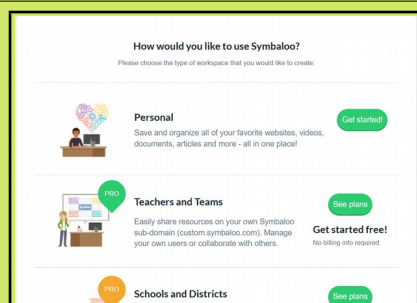 How would you like to use Symbaloo?
Please choose the type of workspace that you would like to create:
Personal
Get started!
Save and organize all of your favorite websites, videos,
documents, articles and more - all in one place!
PRO
Teachers and Teams
See plans
Easily share resources on your own Symbaloo
sub-domain (custom.symbaloo.com). Manage
your own users or collaborate with others.
Get started free!
No billing info required.
PRO
Schools and Districts
See plans